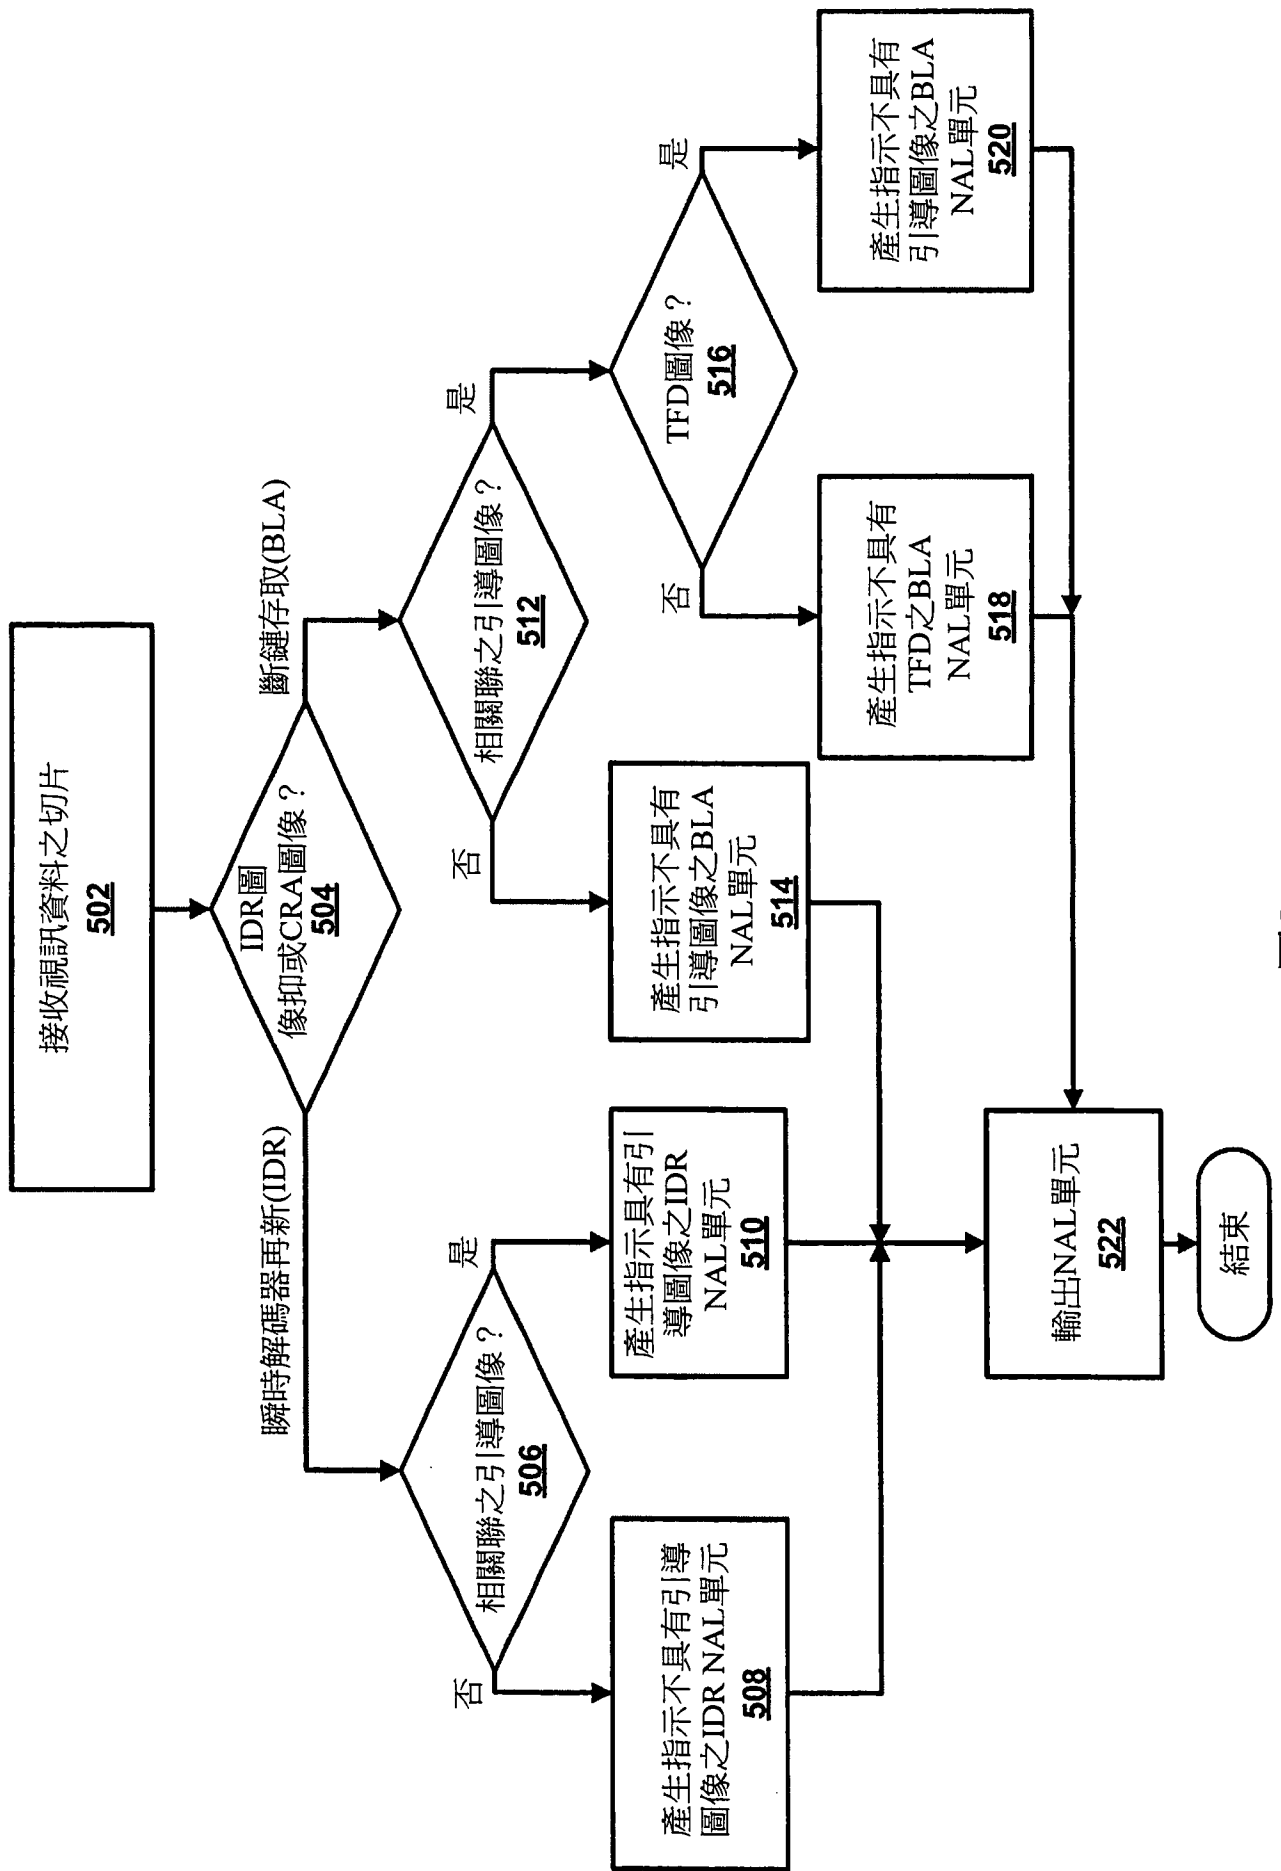 接收視訊資料之切片
502
IDR圖
像抑或CRA圖像？
504
瞬時解碼器再新(IDR)
斷鏈存取(BLA)
相關聯之引導圖像？
506
否
是
產生指示不具有引導
圖像之IDR NAL單元
508
產生指示具有引
導圖像之IDR
NAL單元
510
相關聯之引導圖像？
512
否
是
產生指示不具有
引導圖像之BLA
NAL單元
514
TFD圖像？
516
否
是
產生指示不具有
TFD之BLA
NAL單元
518
產生指示不具有
引導圖像之BLA
NAL單元
520
輸出NAL單元
522
結束